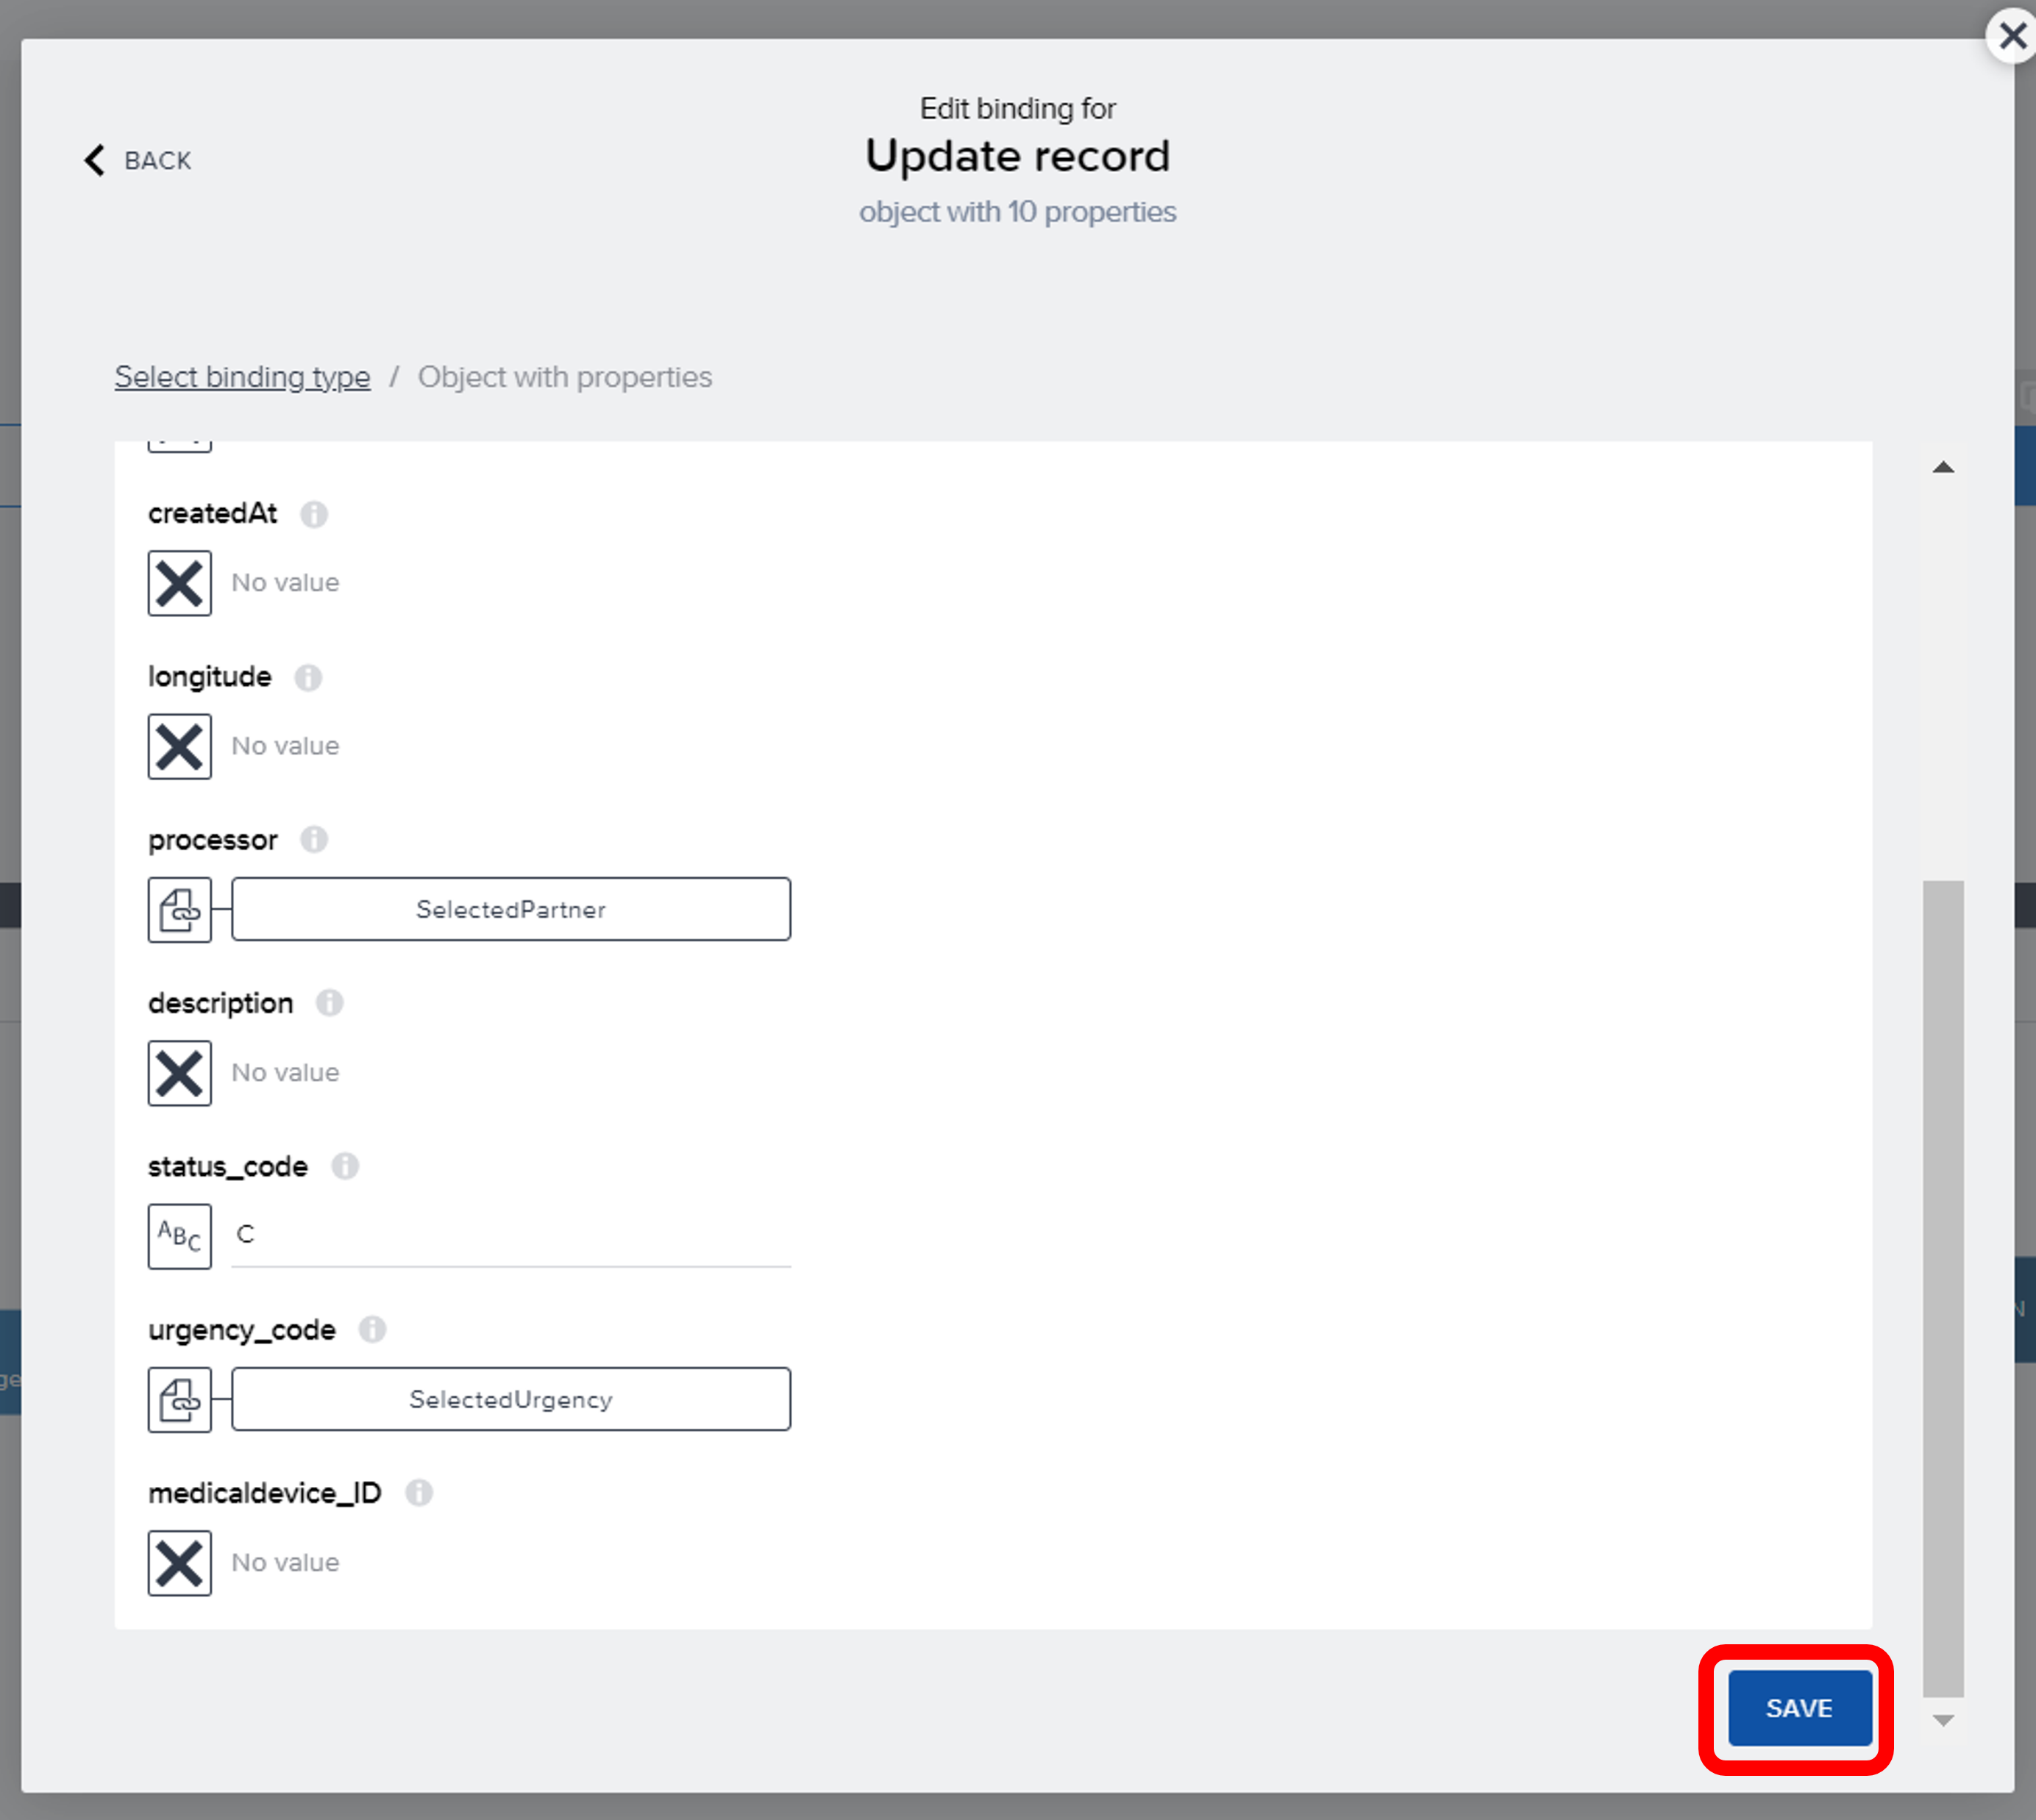 Edit binding for
BACK
Update record
object with 10 properties
Select binding type / Object with properties
createdAt
No value
longitude
No value
processor
SelectedPartner
description
No value
status_code
ABC C
urgency_code
SelectedUrgency
medicaldevice_ID
No value
SAVE